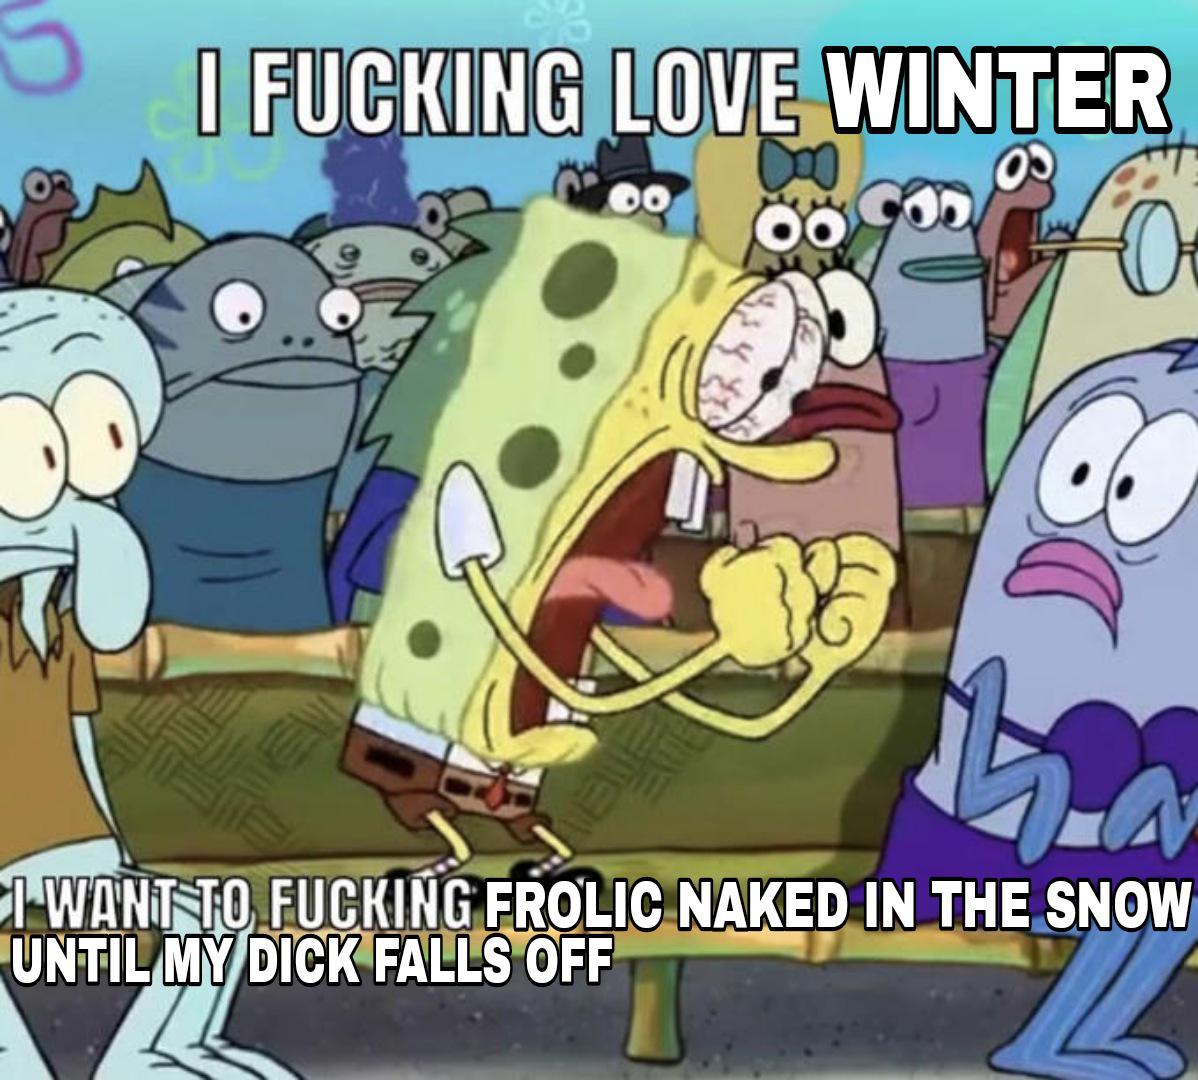 I FUCKING LOVE WINTER
I WANT TO FUCKING FROLIC NAKED IN THE SNOW
UNTIL MY DICK FALLS OFF